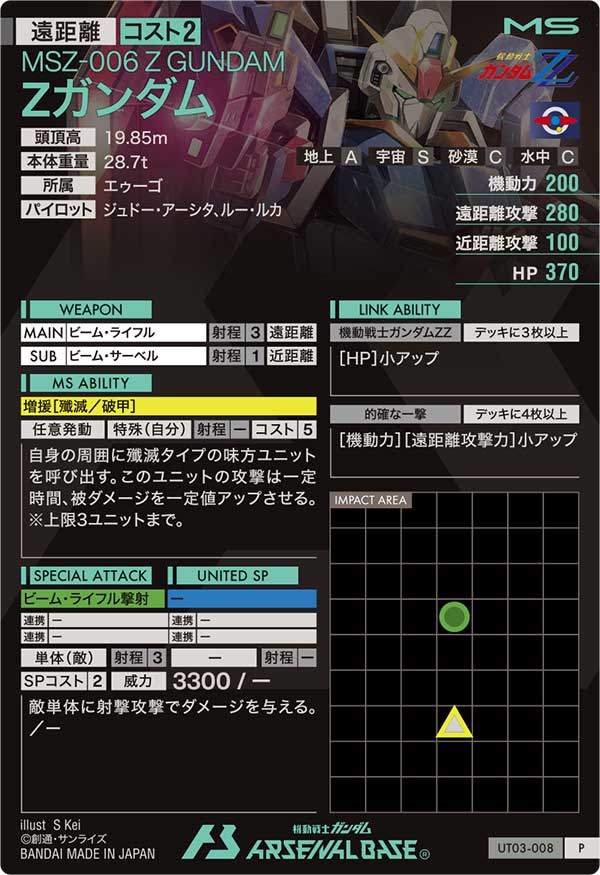 遠距離 コスト2 MS
MSZ-006 Z GUNDAM
Zガンダム
機動戦士 ガンダムZZ
頭頂高 19.85m
本体重量 28.7t
所属 エゥーゴ
パイロット ジュドー・アーシタ、ルー・ルカ
地上 A 宇宙 S 砂漠 C 水中 C
機動力 200
遠距離攻撃 280
近距離攻撃 100
HP 370
WEAPON
MAIN ビーム・ライフル 射程 3 遠距離
SUB ビーム・サーベル 射程 1 近距離
MS ABILITY
増援[殲滅／破甲]
任意発動 特殊(自分) 射程 － コスト 5
自身の周囲に殲滅タイプの味方ユニット
を呼び出す。このユニットの攻撃は一定
時間、被ダメージを一定値アップさせる。
※上限3ユニットまで。
SPECIAL ATTACK UNITED SP
ビーム・ライフル撃射 －
連携 － 連携 －
連携 － 連携 －
単体(敵) 射程 3 － 射程 －
SPコスト 2 威力 3300 / －
敵単体に射撃攻撃でダメージを与える。
／－
LINK ABILITY
機動戦士ガンダムZZ デッキに3枚以上
[HP]小アップ
的確な一撃 デッキに4枚以上
[機動力][遠距離攻撃力]小アップ
IMPACT AREA
illust S Kei
©創通・サンライズ
BANDAI MADE IN JAPAN
機動戦士ガンダム
AB ARSENAL BASE®
UT03-008 P